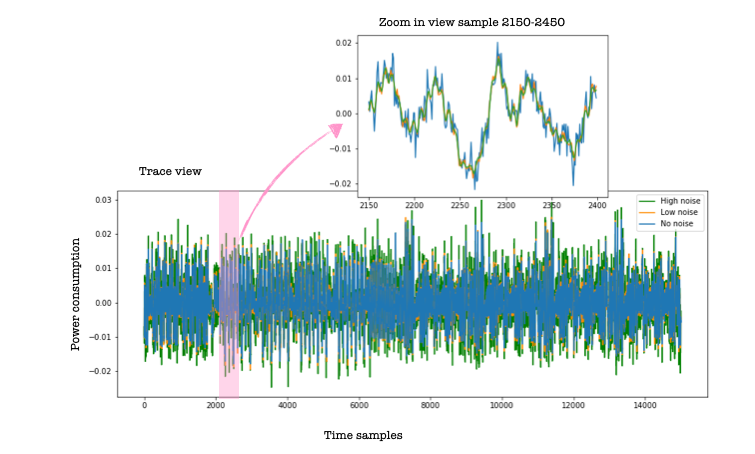 Zoom in view sample 2150-2450
0.02
0.01
0.00
−0.01
−0.02
2150 2200 2250 2300 2350 2400
Trace view
Power consumption
0.03
0.02
0.01
0.00
−0.01
−0.02
High noise
Low noise
No noise
0 2000 4000 6000 8000 10000 12000 14000
Time samples